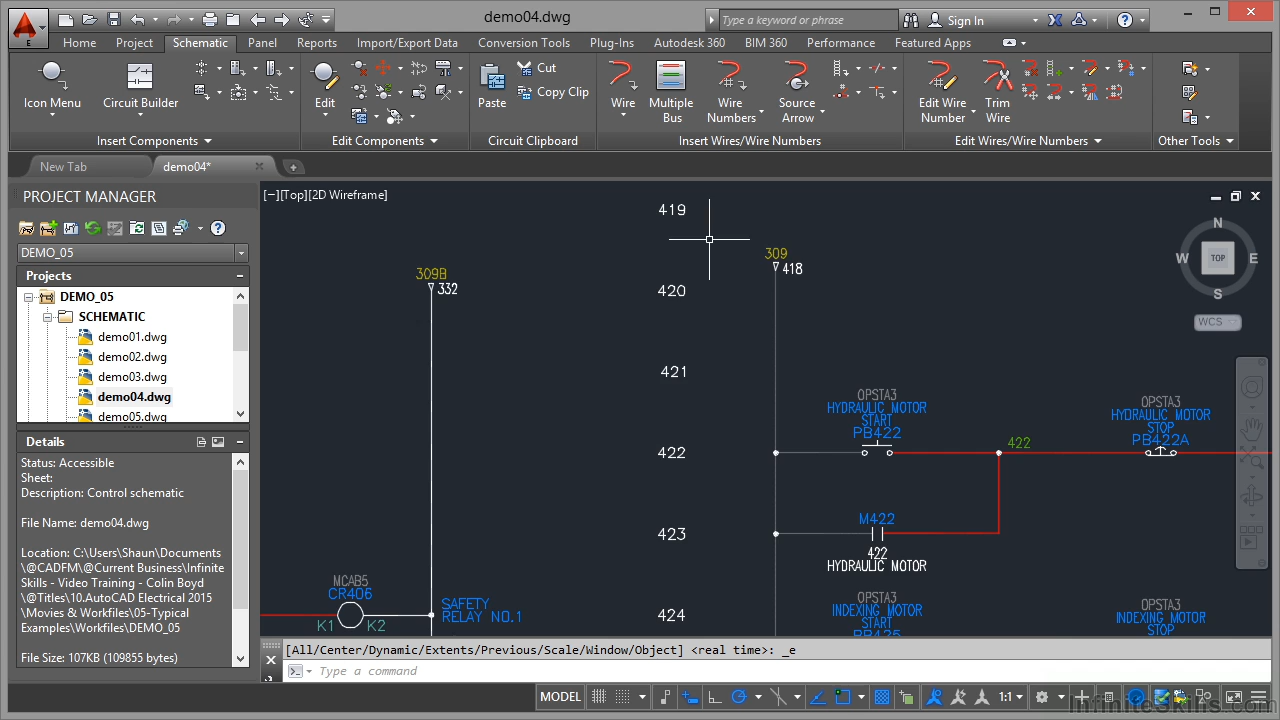 demo04.dwg
Type a keyword or phrase
Sign In
E
Home Project Schematic Panel Reports Import/Export Data Conversion Tools Plug-Ins Autodesk 360 BIM 360 Performance Featured Apps
Icon Menu
Circuit Builder
Insert Components
Edit
Edit Components
Paste
Cut
Copy Clip
Circuit Clipboard
Wire
Multiple Bus
Wire Numbers
Source Arrow
Insert Wires/Wire Numbers
Edit Wire Number
Trim Wire
Edit Wires/Wire Numbers
Other Tools
New Tab
demo04*
PROJECT MANAGER
DEMO_05
Projects
DEMO_05
SCHEMATIC
demo01.dwg
demo02.dwg
demo03.dwg
demo04.dwg
demo05.dwg
Details
Status: Accessible
Sheet:
Description: Control schematic
File Name: demo04.dwg
Location: C:\Users\Shaun\Documents
\@CADFM\@Current Business\Infinite
Skills - Video Training - Colin Boyd
\@Titles\10.AutoCAD Electrical 2015
\Movies & Workfiles\05-Typical
Examples\Workfiles\DEMO_05
File Size: 107KB (109855 bytes)
[−][Top][2D Wireframe]
419
420
421
422
423
424
309B
332
309
418
OPSTA3
HYDRAULIC MOTOR
START
PB422
422
OPSTA3
HYDRAULIC MOTOR
STOP
PB422A
M422
422
HYDRAULIC MOTOR
MCAB5
CR406
K1 K2
SAFETY
RELAY NO.1
OPSTA3
INDEXING MOTOR
START
PB425
OPSTA3
INDEXING MOTOR
STOP
N
W TOP E
S
WCS
[All/Center/Dynamic/Extents/Previous/Scale/Window/Object] <real time>: _e
Type a command
MODEL
1:1
InfiniteSkills.com